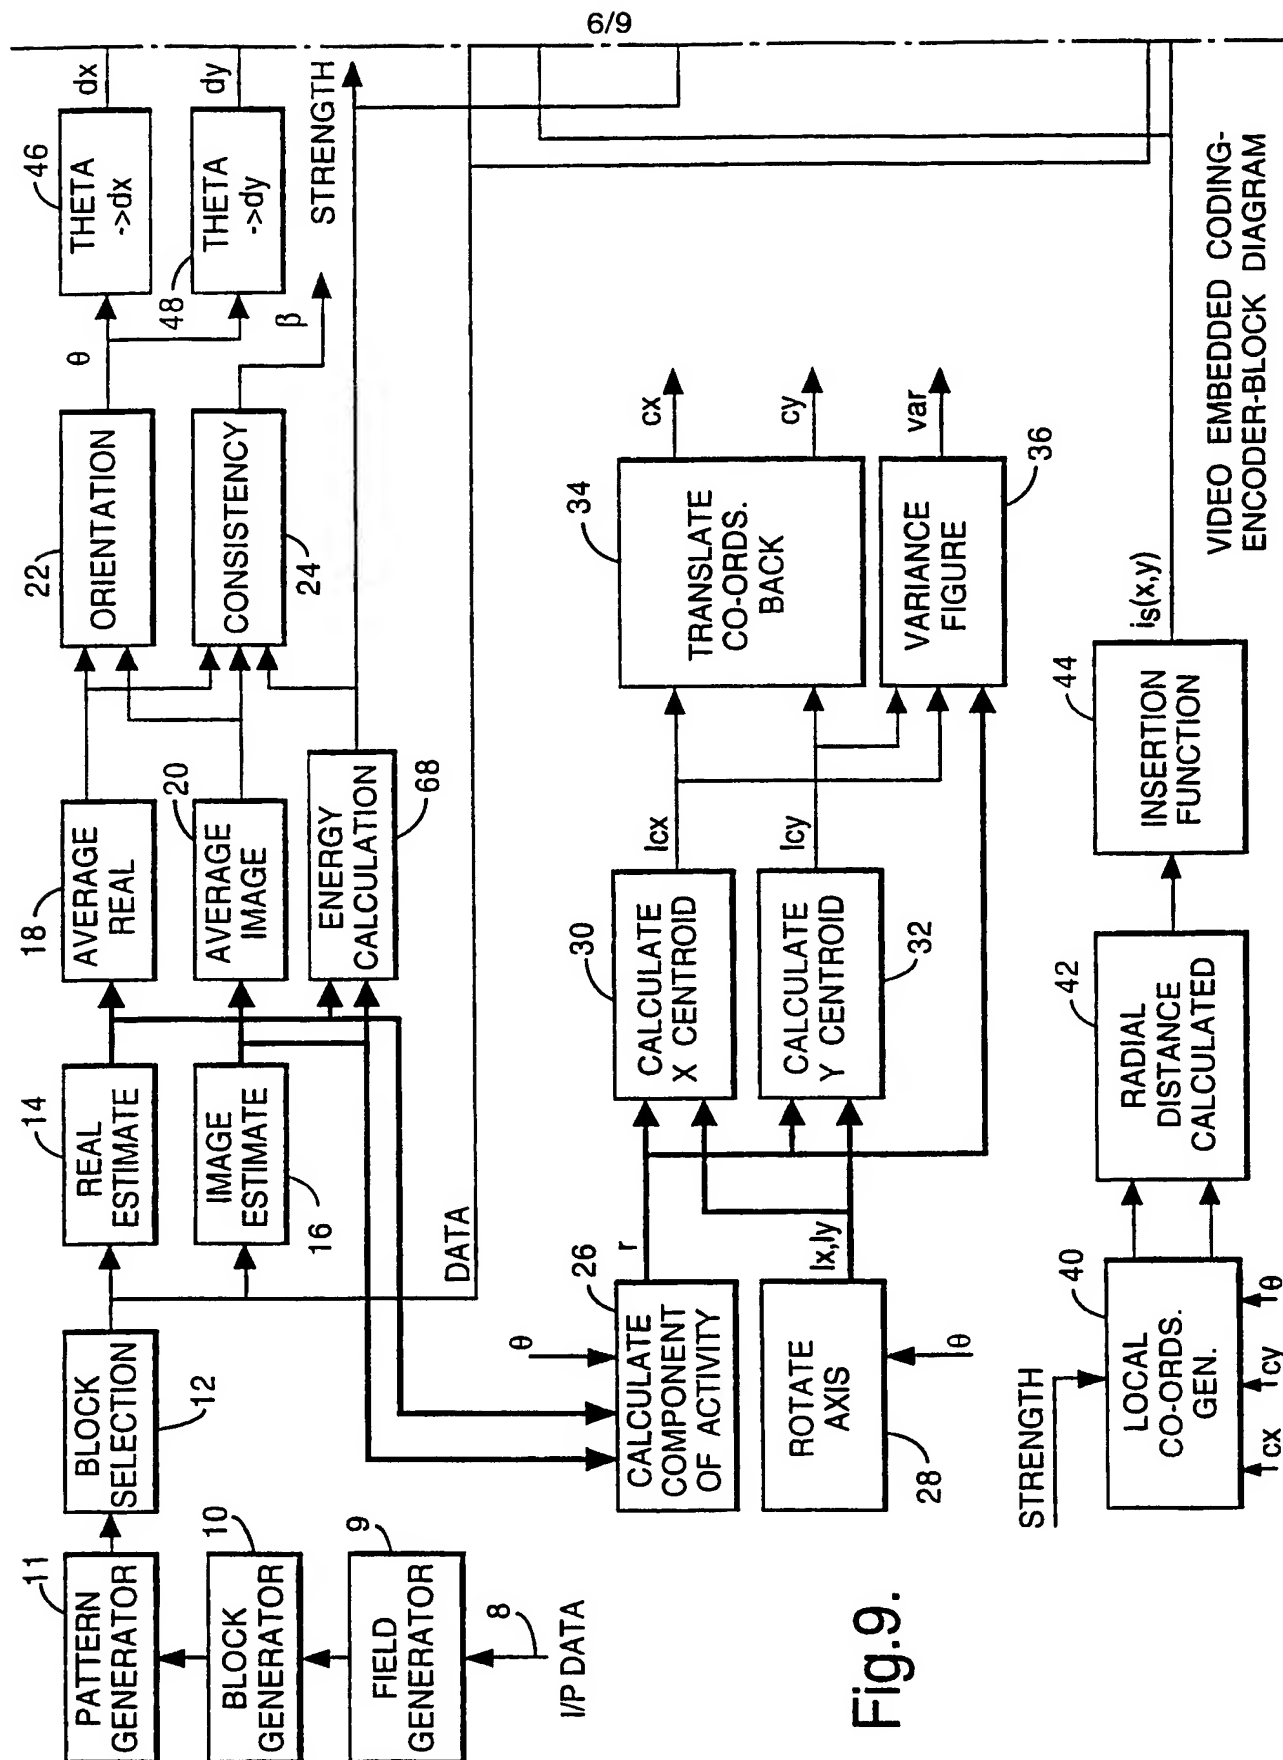 6/9
I/P DATA
8
FIELD
GENERATOR
9
BLOCK
GENERATOR
10
PATTERN
GENERATOR
11
BLOCK
SELECTION
12
REAL
ESTIMATE
14
IMAGE
ESTIMATE
16
DATA
AVERAGE
REAL
18
AVERAGE
IMAGE
20
ENERGY
CALCULATION
68
ORIENTATION
22
CONSISTENCY
24
θ
β
THETA
->dx
46
THETA
->dy
48
dx
dy
STRENGTH
θ
CALCULATE
COMPONENT
OF ACTIVITY
26
r
ROTATE
AXIS
28
θ
lx,ly
CALCULATE
X CENTROID
30
CALCULATE
Y CENTROID
32
lcx
lcy
TRANSLATE
CO-ORDS.
BACK
34
VARIANCE
FIGURE
36
cx
cy
var
STRENGTH
LOCAL
CO-ORDS.
GEN.
40
cx
cy
θ
RADIAL
DISTANCE
CALCULATED
42
INSERTION
FUNCTION
44
is(x,y)
VIDEO EMBEDDED CODING-
ENCODER-BLOCK DIAGRAM
Fig.9.